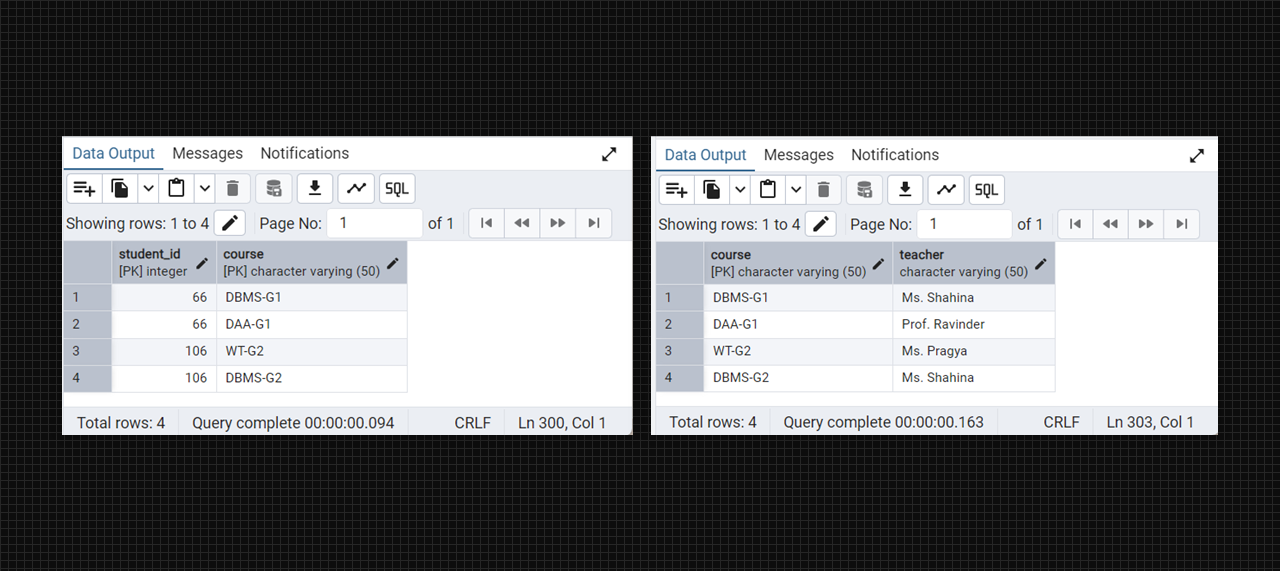 Data Output Messages Notifications
SQL
Showing rows: 1 to 4 Page No: 1 of 1
student_id course
[PK] integer [PK] character varying (50)
1 66 DBMS-G1
2 66 DAA-G1
3 106 WT-G2
4 106 DBMS-G2
Total rows: 4 Query complete 00:00:00.094 CRLF Ln 300, Col 1
Data Output Messages Notifications
SQL
Showing rows: 1 to 4 Page No: 1 of 1
course teacher
[PK] character varying (50) character varying (50)
1 DBMS-G1 Ms. Shahina
2 DAA-G1 Prof. Ravinder
3 WT-G2 Ms. Pragya
4 DBMS-G2 Ms. Shahina
Total rows: 4 Query complete 00:00:00.163 CRLF Ln 303, Col 1